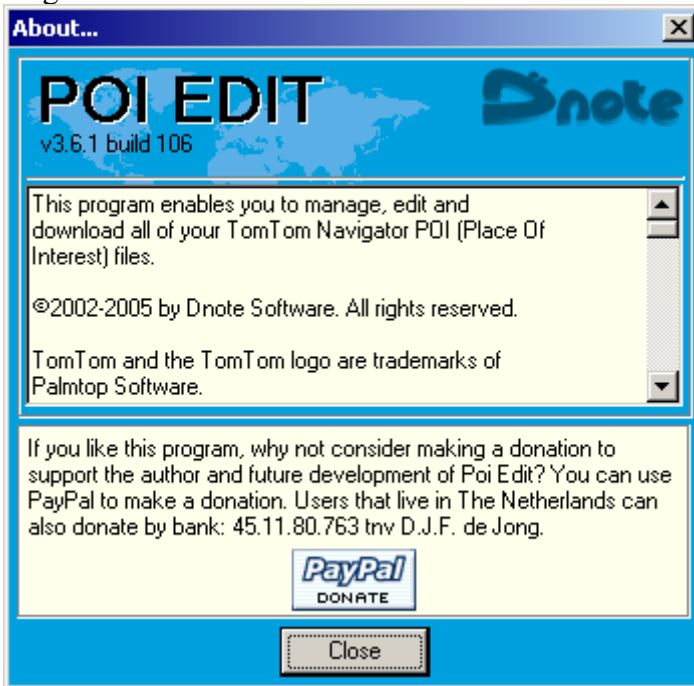 About...
POI EDIT
Dnote
v3.6.1 build 106
This program enables you to manage, edit and
download all of your TomTom Navigator POI (Place Of
Interest) files.
©2002-2005 by Dnote Software. All rights reserved.
TomTom and the TomTom logo are trademarks of
Palmtop Software.
If you like this program, why not consider making a donation to
support the author and future development of Poi Edit? You can use
PayPal to make a donation. Users that live in The Netherlands can
also donate by bank: 45.11.80.763 tnv D.J.F. de Jong.
PayPal
DONATE
Close